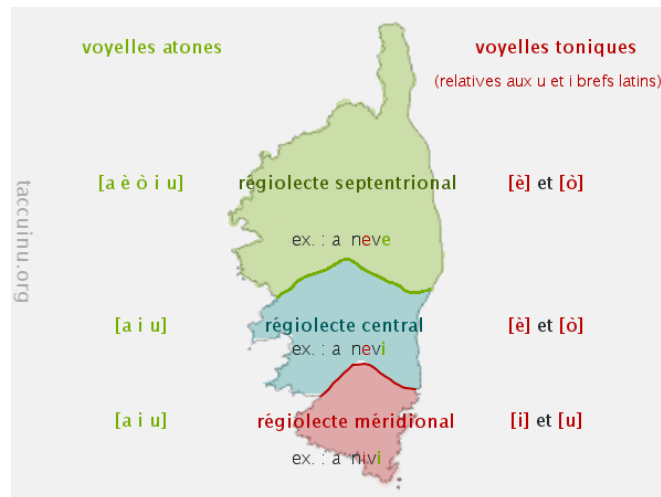 voyelles atones
voyelles toniques
(relatives aux u et i brefs latins)
[a è ò i u]
régiolecte septentrional
[è] et [ò]
ex. : a neve
taccuinu.org
[a i u]
régiolecte central
[è] et [ò]
ex. : a nevi
[a i u]
régiolecte méridional
[i] et [u]
ex. : a nivi